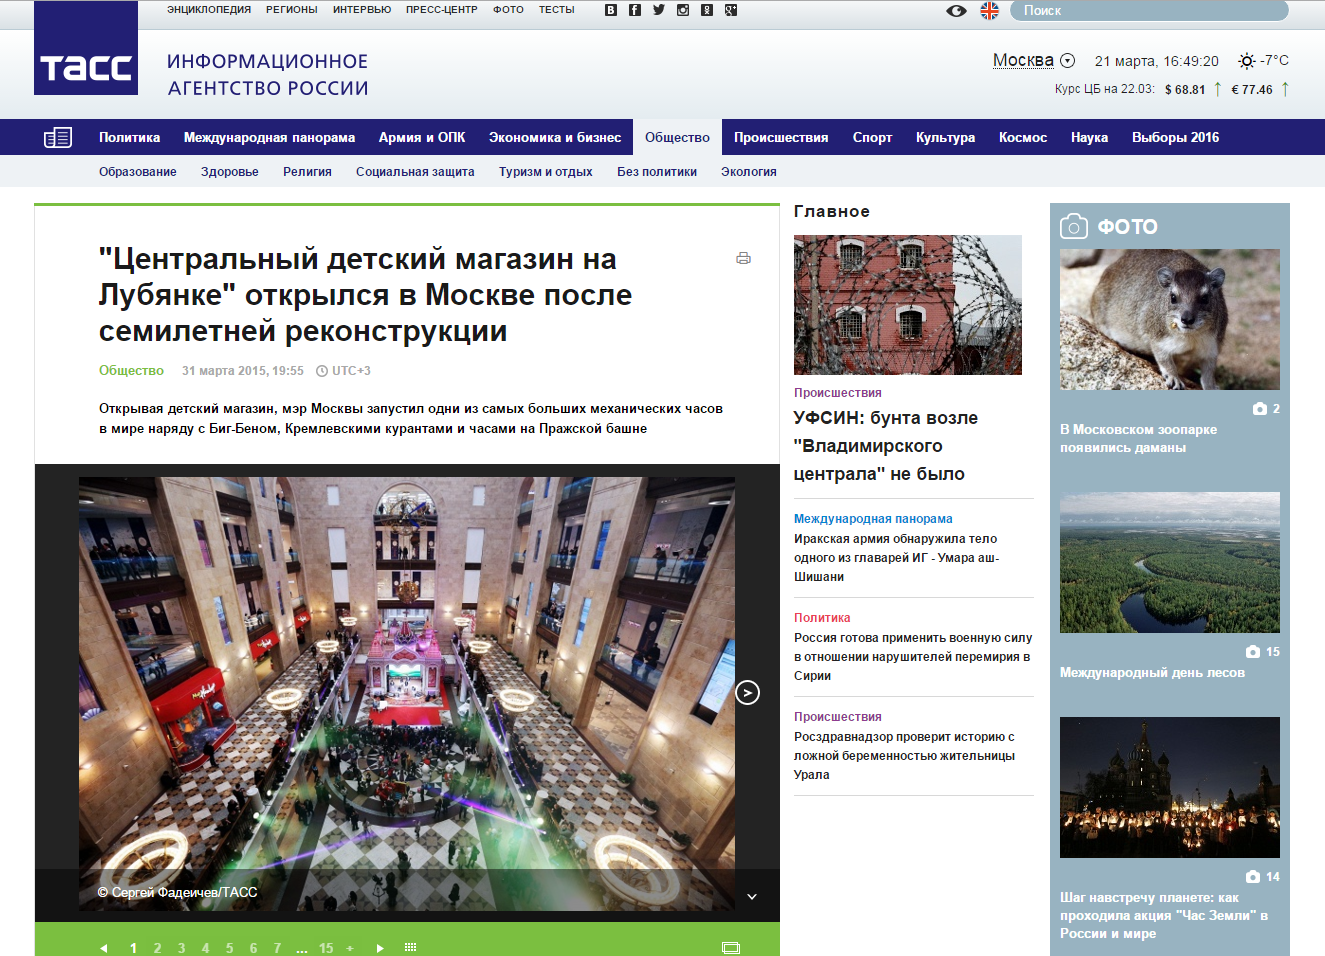 ЭНЦИКЛОПЕДИЯ РЕГИОНЫ ИНТЕРВЬЮ ПРЕСС-ЦЕНТР ФОТО ТЕСТЫ
Поиск
ТАСС
ИНФОРМАЦИОННОЕ
АГЕНТСТВО РОССИИ
Москва 21 марта, 16:49:20 -7°C
Курс ЦБ на 22.03: $ 68.81 ↑ € 77.46 ↑
Политика Международная панорама Армия и ОПК Экономика и бизнес Общество Происшествия Спорт Культура Космос Наука Выборы 2016
Образование Здоровье Религия Социальная защита Туризм и отдых Без политики Экология
"Центральный детский магазин на
Лубянке" открылся в Москве после
семилетней реконструкции
Общество 31 марта 2015, 19:55 UTC+3
Открывая детский магазин, мэр Москвы запустил одни из самых больших механических часов
в мире наряду с Биг-Беном, Кремлевскими курантами и часами на Пражской башне
© Сергей Фадеичев/ТАСС
1 2 3 4 5 6 7 ... 15 +
Главное
Происшествия
УФСИН: бунта возле
"Владимирского
централа" не было
Международная панорама
Иракская армия обнаружила тело
одного из главарей ИГ - Умара аш-
Шишани
Политика
Россия готова применить военную силу
в отношении нарушителей перемирия в
Сирии
Происшествия
Росздравнадзор проверит историю с
ложной беременностью жительницы
Урала
ФОТО
2
В Московском зоопарке
появились даманы
15
Международный день лесов
14
Шаг навстречу планете: как
проходила акция "Час Земли" в
России и мире